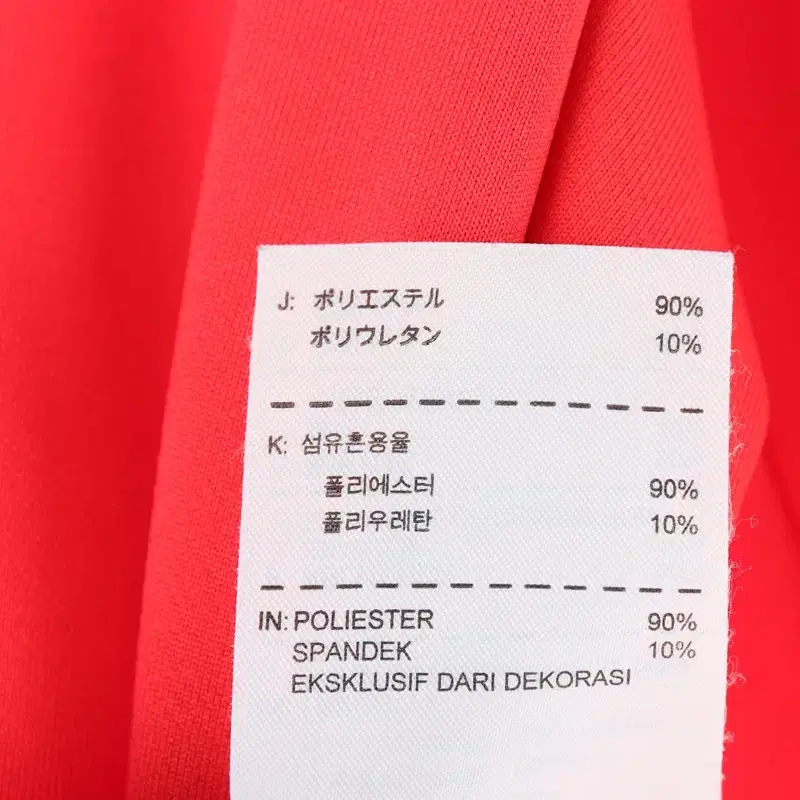 J: ポリエステル 90%
ポリウレタン 10%
K: 섬유혼용율
폴리에스터 90%
폴리우레탄 10%
IN: POLIESTER 90%
SPANDEK 10%
EKSKLUSIF DARI DEKORASI